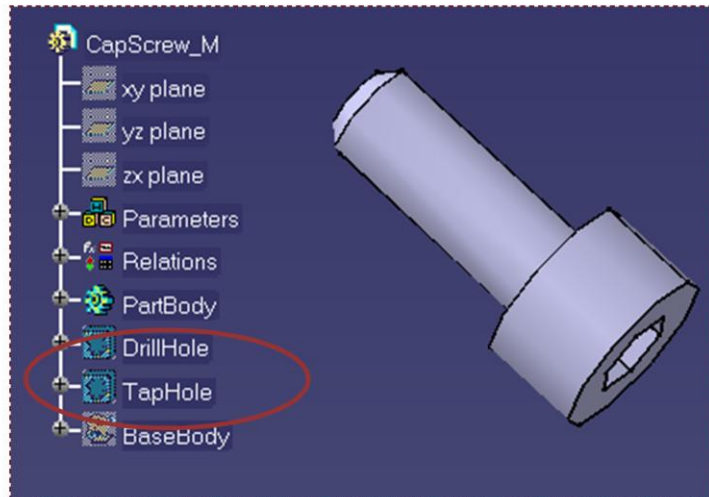 CapScrew_M
xy plane
yz plane
zx plane
Parameters
Relations
PartBody
DrillHole
TapHole
BaseBody